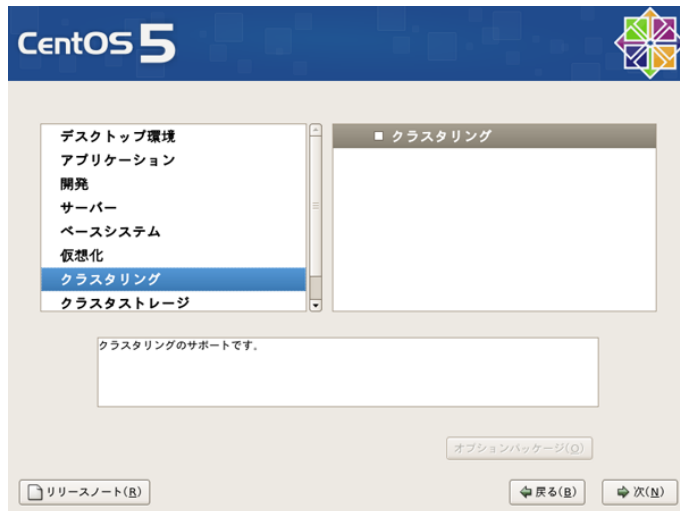 CentOS 5
デスクトップ環境
アプリケーション
開発
サーバー
ベースシステム
仮想化
クラスタリング
クラスタストレージ
クラスタリング
クラスタリングのサポートです。
オプションパッケージ(O)
リリースノート(R)
戻る(B)
次(N)